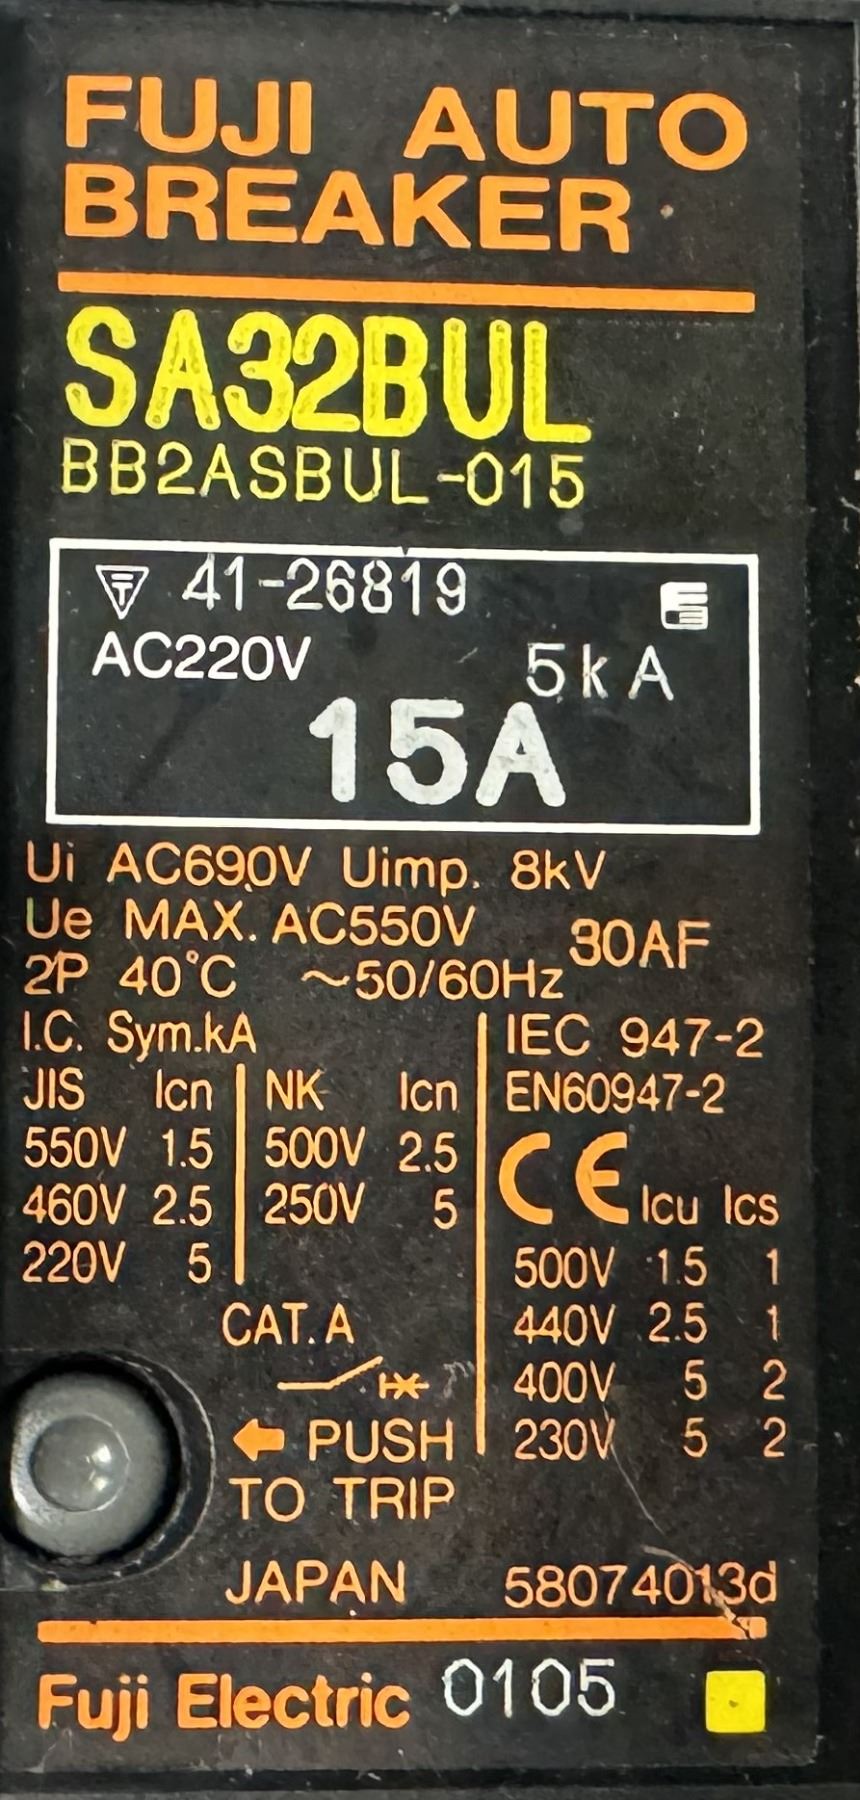 FUJI AUTO
BREAKER
SA32BUL
BB2ASBUL-015
41-26819
AC220V 5kA
15A
Ui AC690V Uimp. 8kV
Ue MAX. AC550V 30AF
2P 40°C ~50/60Hz
I.C. Sym.kA
JIS Icn
550V 1.5
460V 2.5
220V 5
NK Icn
500V 2.5
250V 5
IEC 947-2
EN60947-2
CE Icu Ics
500V 1.5 1
440V 2.5 1
400V 5 2
230V 5 2
CAT. A
PUSH
TO TRIP
JAPAN 58074013d
Fuji Electric 0105